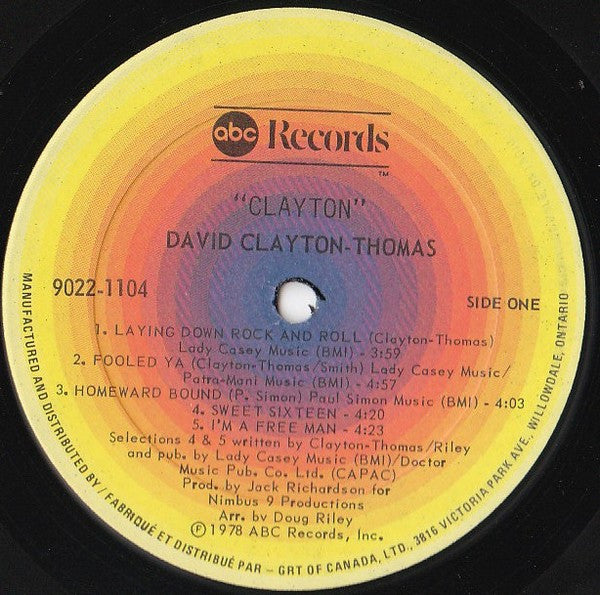 abc Records
TM
"CLAYTON"
DAVID CLAYTON-THOMAS
9022-1104
SIDE ONE
1. LAYING DOWN ROCK AND ROLL (Clayton-Thomas)
Lady Casey Music (BMI) - 3:59
2. FOOLED YA (Clayton-Thomas/Smith) Lady Casey Music/
Patra-Mani Music (BMI) - 4:57
3. HOMEWARD BOUND (P. Simon) Paul Simon Music (BMI) - 4:03
4. SWEET SIXTEEN - 4:20
5. I'M A FREE MAN - 4:23
Selections 4 & 5 written by Clayton-Thomas/Riley
and pub. by Lady Casey Music (BMI)/Doctor
Music Pub. Co. Ltd. (CAPAC)
Prod. by Jack Richardson for
Nimbus 9 Productions
Arr. by Doug Riley
℗ 1978 ABC Records, Inc.
MANUFACTURED AND DISTRIBUTED BY / FABRIQUÉ ET DISTRIBUÉ PAR - GRT OF CANADA, LTD., 3816 VICTORIA PARK AVE., WILLOWDALE, ONTARIO